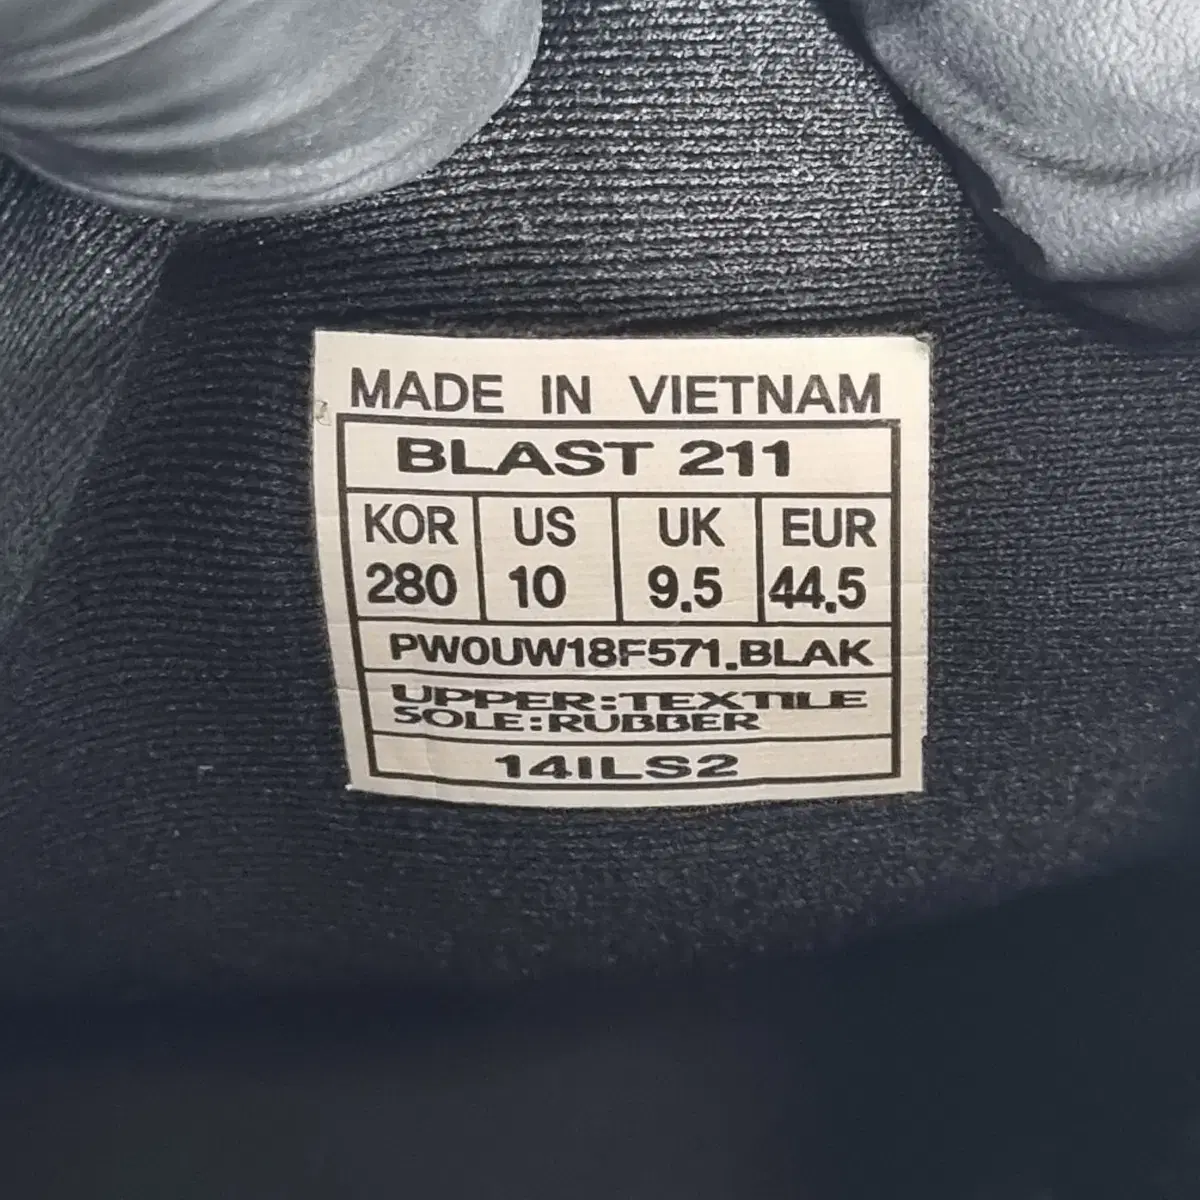 MADE IN VIETNAM
BLAST 211
KOR US UK EUR
280 10 9.5 44.5
PWOUW18F571.BLAK
UPPER:TEXTILE
SOLE:RUBBER
14ILS2